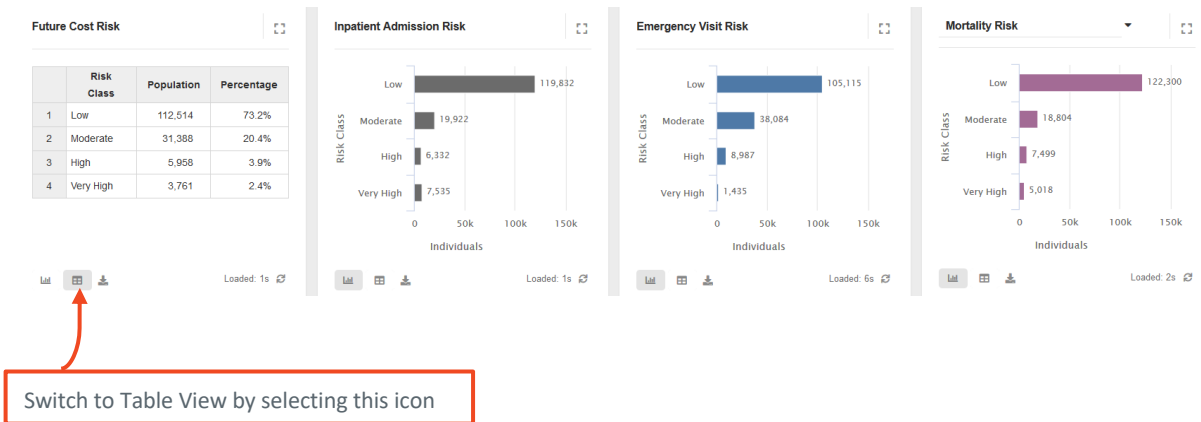 Future Cost Risk
Risk Class Population Percentage
1 Low 112,514 73.2%
2 Moderate 31,388 20.4%
3 High 5,958 3.9%
4 Very High 3,761 2.4%
Loaded: 1s
Inpatient Admission Risk
Risk Class
Low 119,832
Moderate 19,922
High 6,332
Very High 7,535
0 50k 100k 150k
Individuals
Loaded: 1s
Emergency Visit Risk
Risk Class
Low 105,115
Moderate 38,084
High 8,987
Very High 1,435
0 50k 100k 150k
Individuals
Loaded: 6s
Mortality Risk
Risk Class
Low 122,300
Moderate 18,804
High 7,499
Very High 5,018
0 50k 100k 150k
Individuals
Loaded: 2s
Switch to Table View by selecting this icon